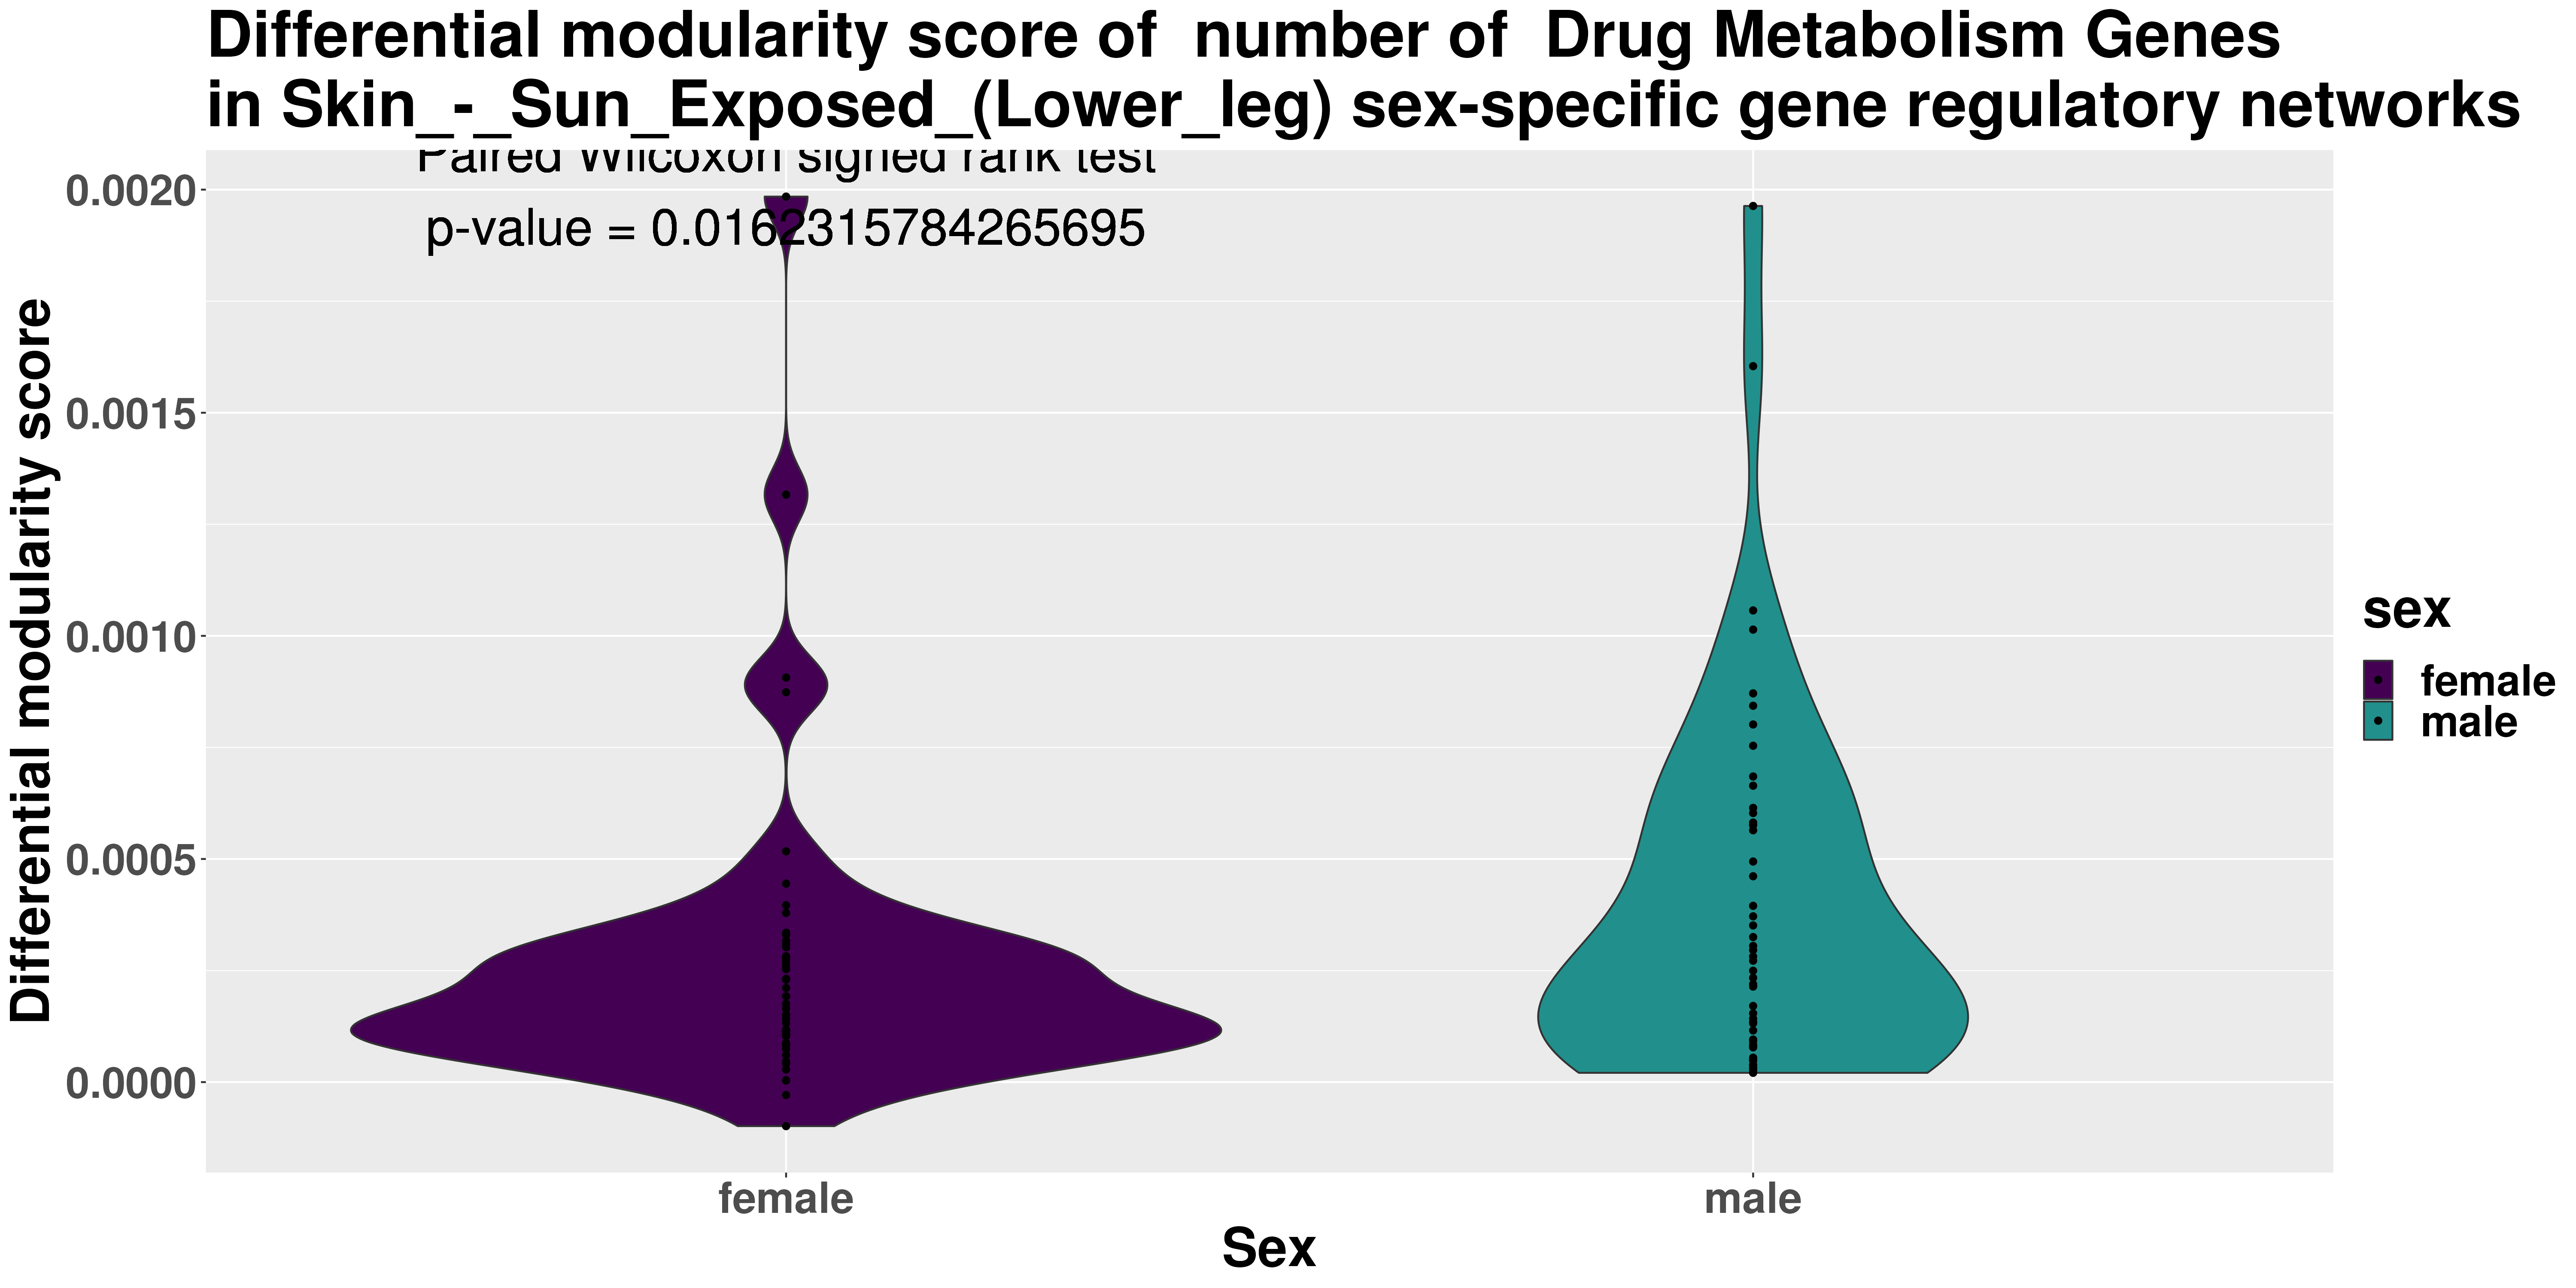 Differential modularity score of  number of  Drug Metabolism Genes
in Skin_-_Sun_Exposed_(Lower_leg) sex-specific gene regulatory networks
Paired Wilcoxon signed rank test
p-value = 0.0162315784265695
Differential modularity score
0.0020
0.0015
0.0010
0.0005
0.0000
female
male
Sex
sex
female
male